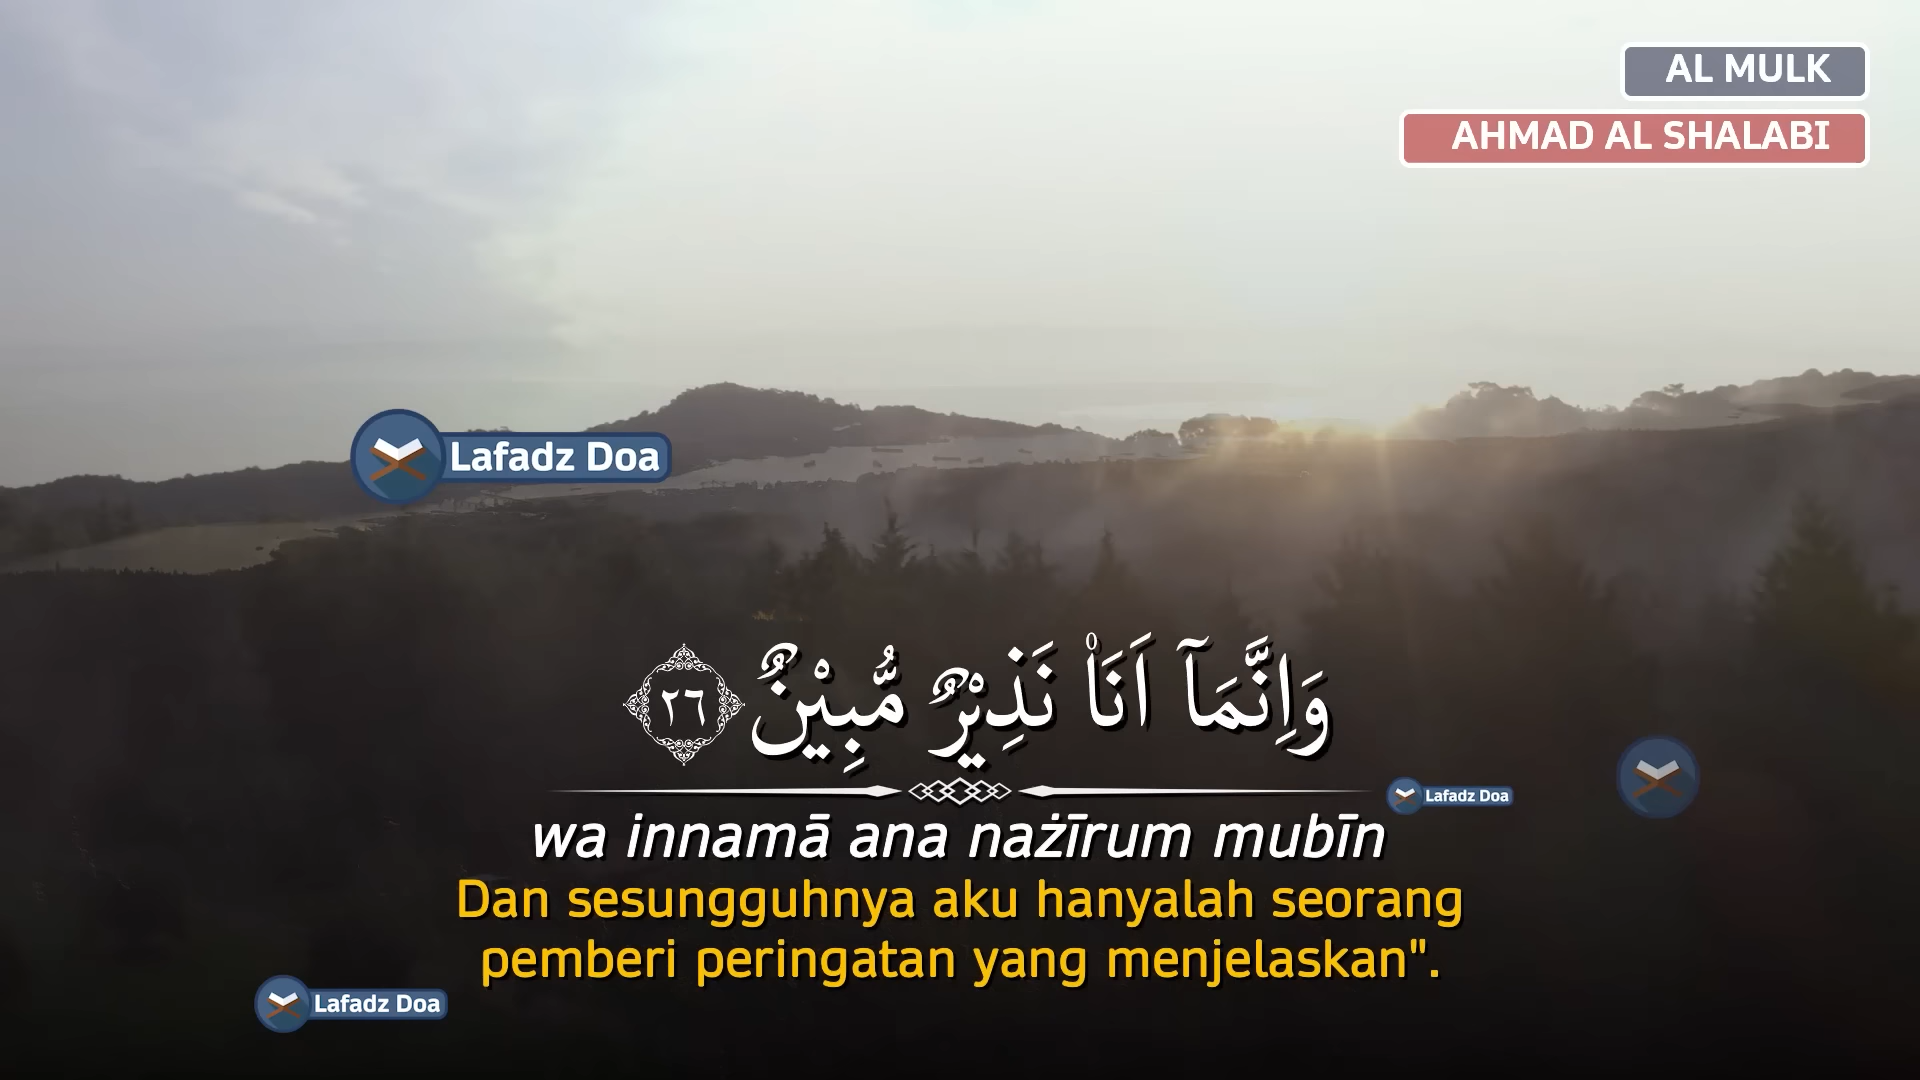 AL MULK
AHMAD AL SHALABI
Lafadz Doa
وَاِنَّمَآ اَنَا۠ نَذِيْرٌ مُّبِيْنٌ ٢٦
Lafadz Doa
wa innamā ana nażīrum mubīn
Dan sesungguhnya aku hanyalah seorang
pemberi peringatan yang menjelaskan".
Lafadz Doa